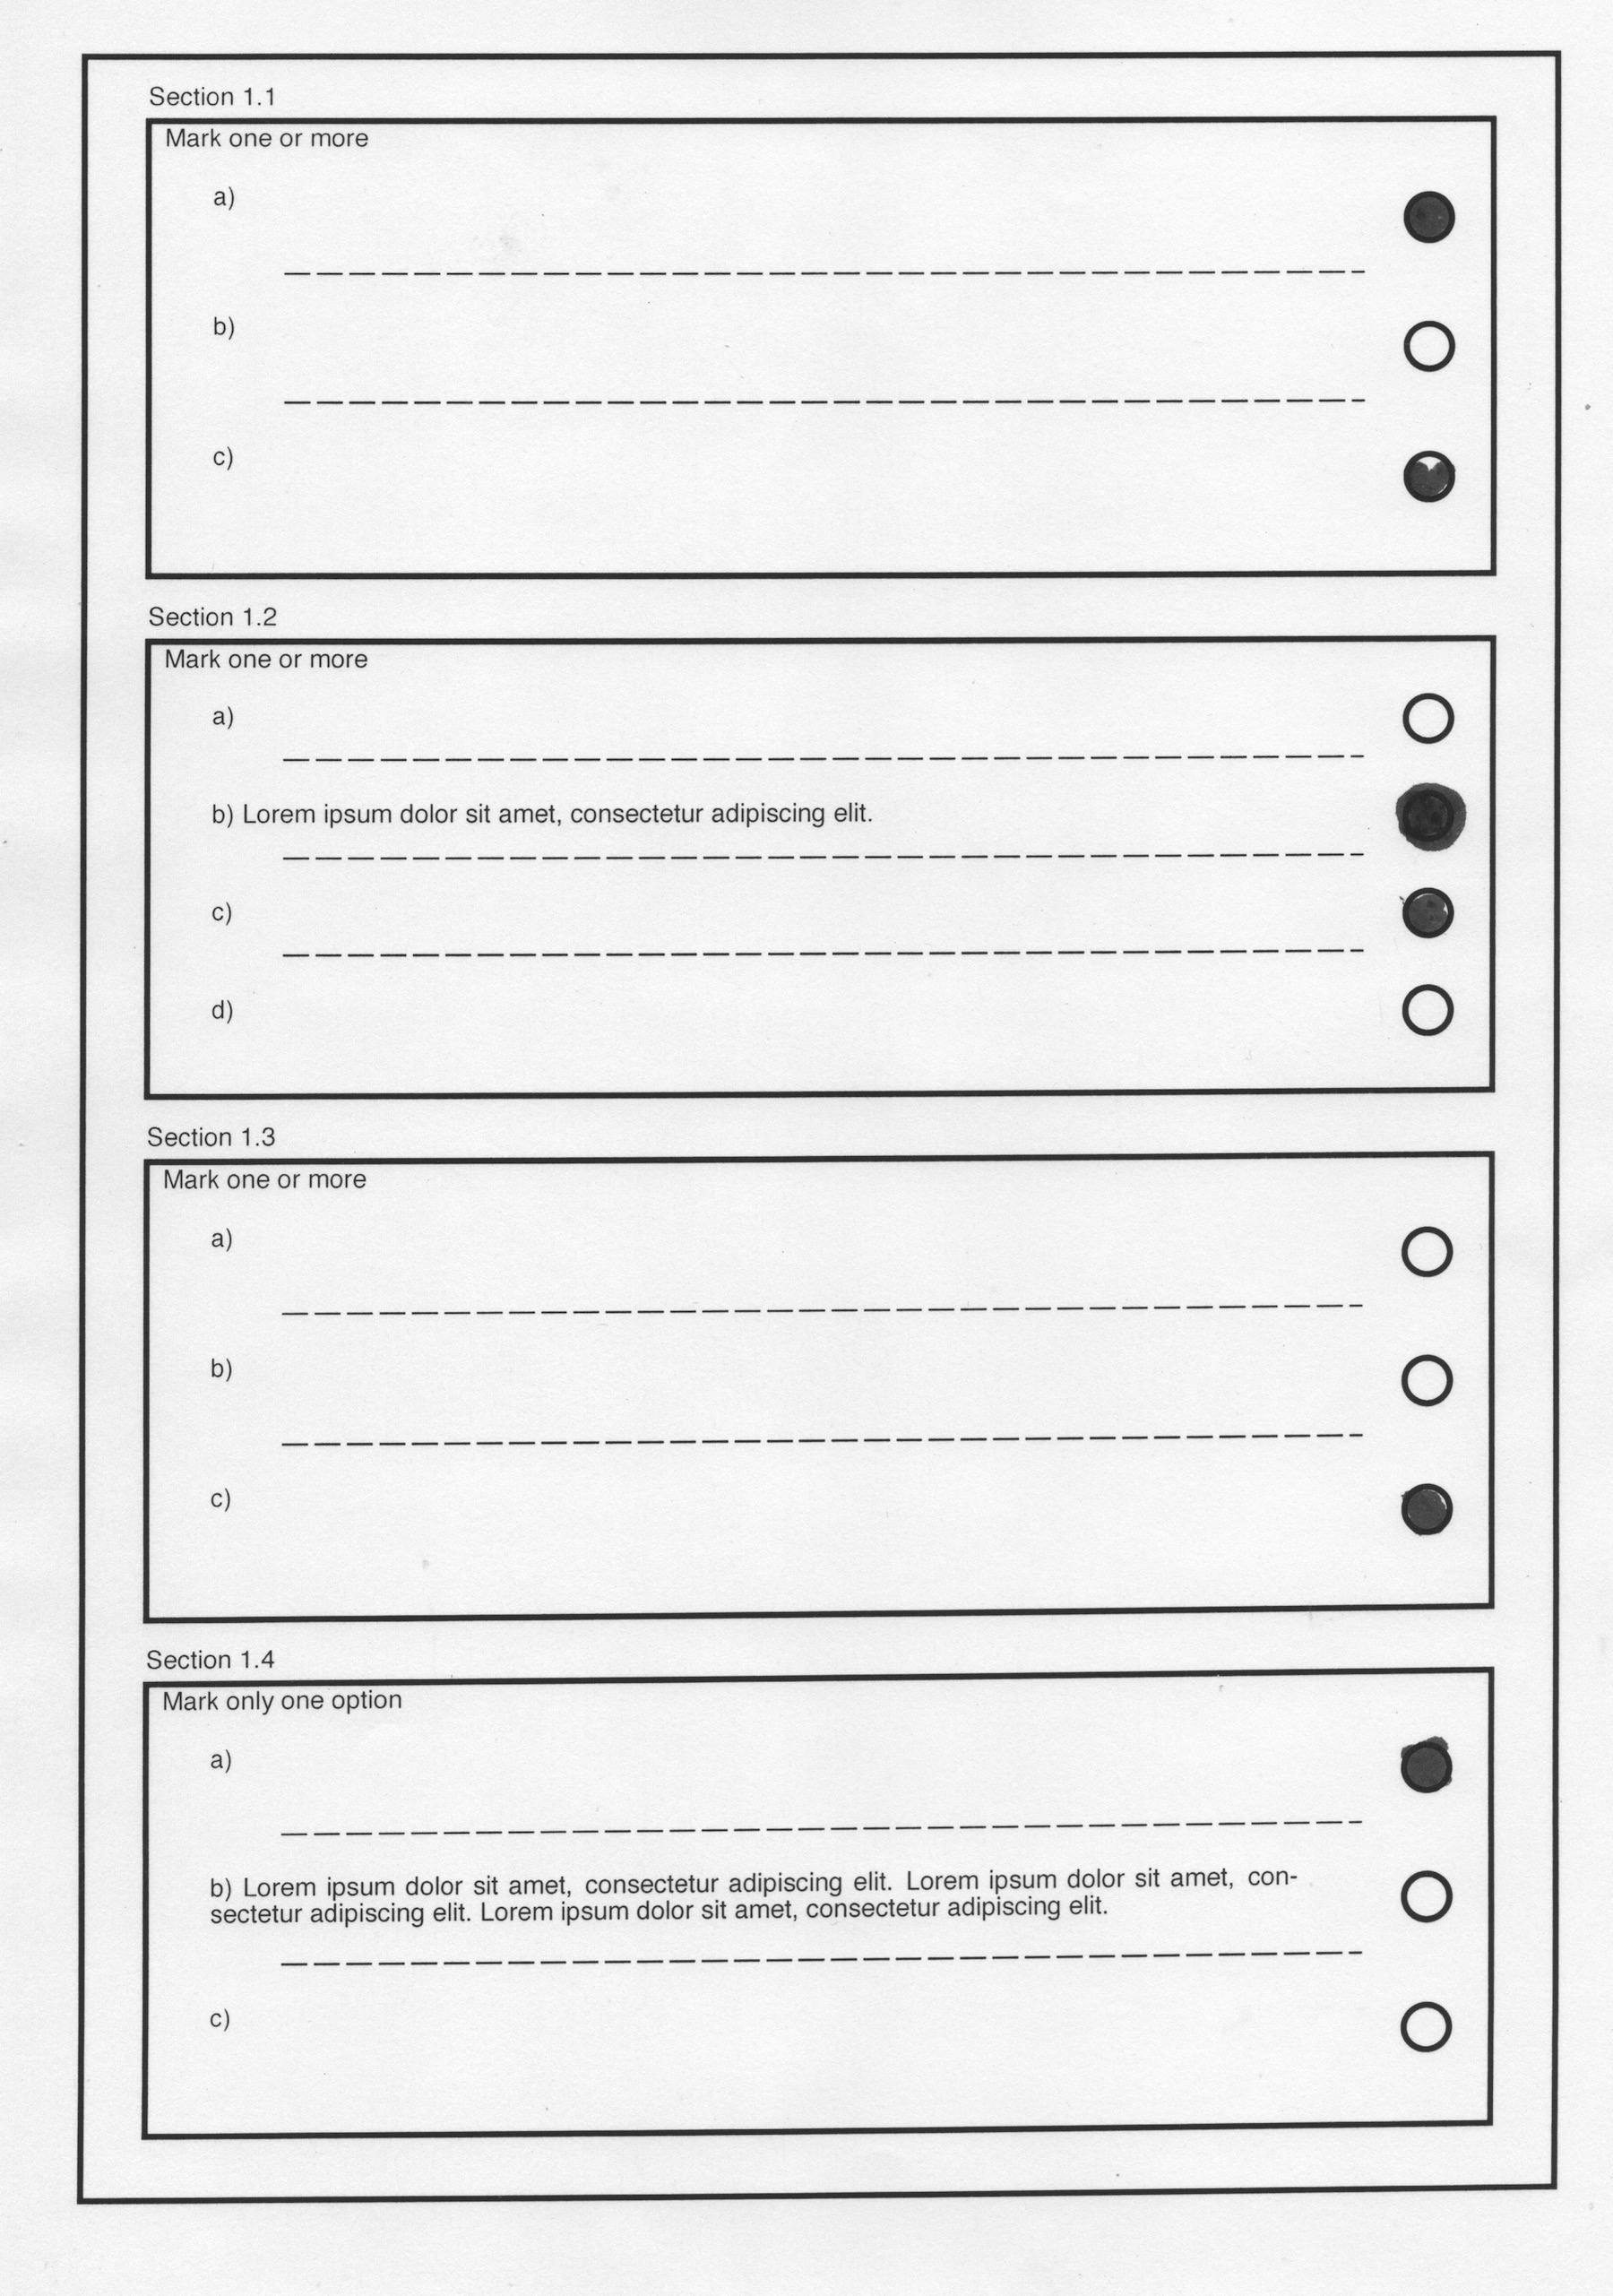 Section 1.1
Mark one or more
a)
b)
c)
Section 1.2
Mark one or more
a)
b) Lorem ipsum dolor sit amet, consectetur adipiscing elit.
c)
d)
Section 1.3
Mark one or more
a)
b)
c)
Section 1.4
Mark only one option
a)
b) Lorem ipsum dolor sit amet, consectetur adipiscing elit. Lorem ipsum dolor sit amet, con-
sectetur adipiscing elit. Lorem ipsum dolor sit amet, consectetur adipiscing elit.
c)